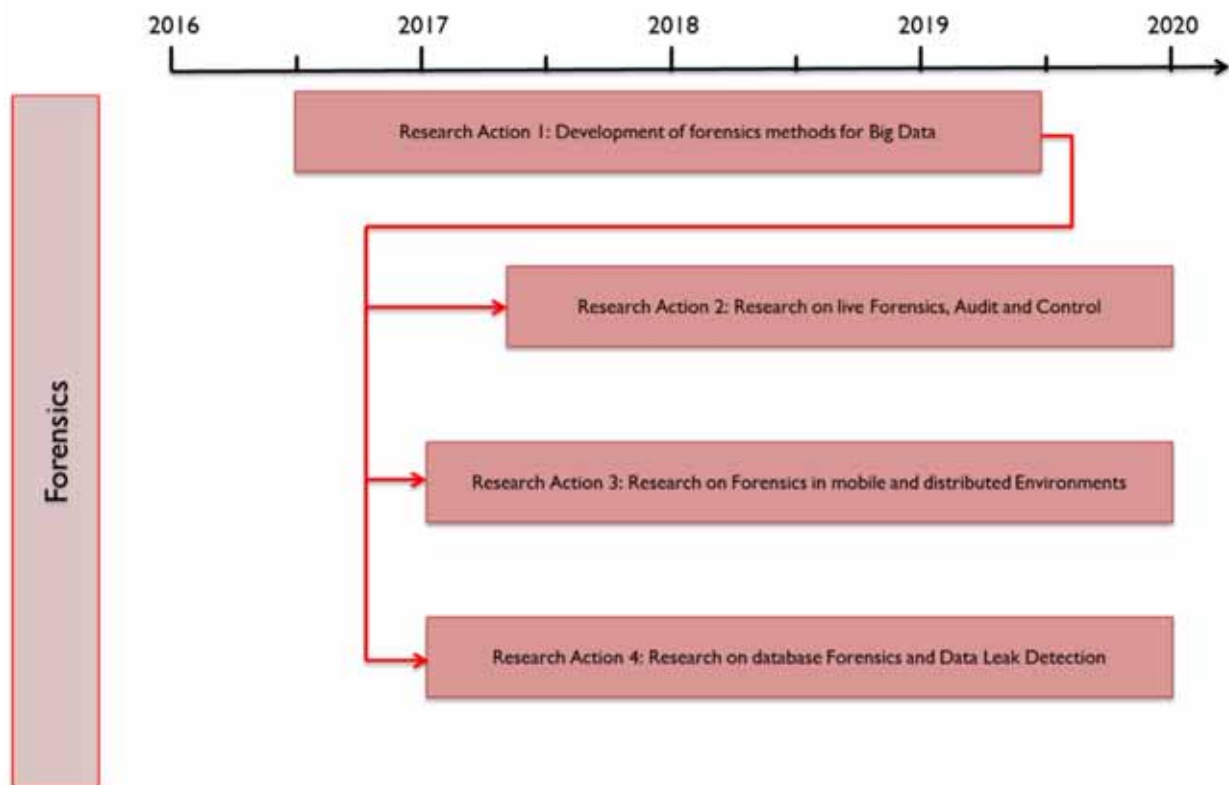 2016 2017 2018 2019 2020
Forensics
Research Action 1: Development of forensics methods for Big Data
Research Action 2: Research on live Forensics, Audit and Control
Research Action 3: Research on Forensics in mobile and distributed Environments
Research Action 4: Research on database Forensics and Data Leak Detection